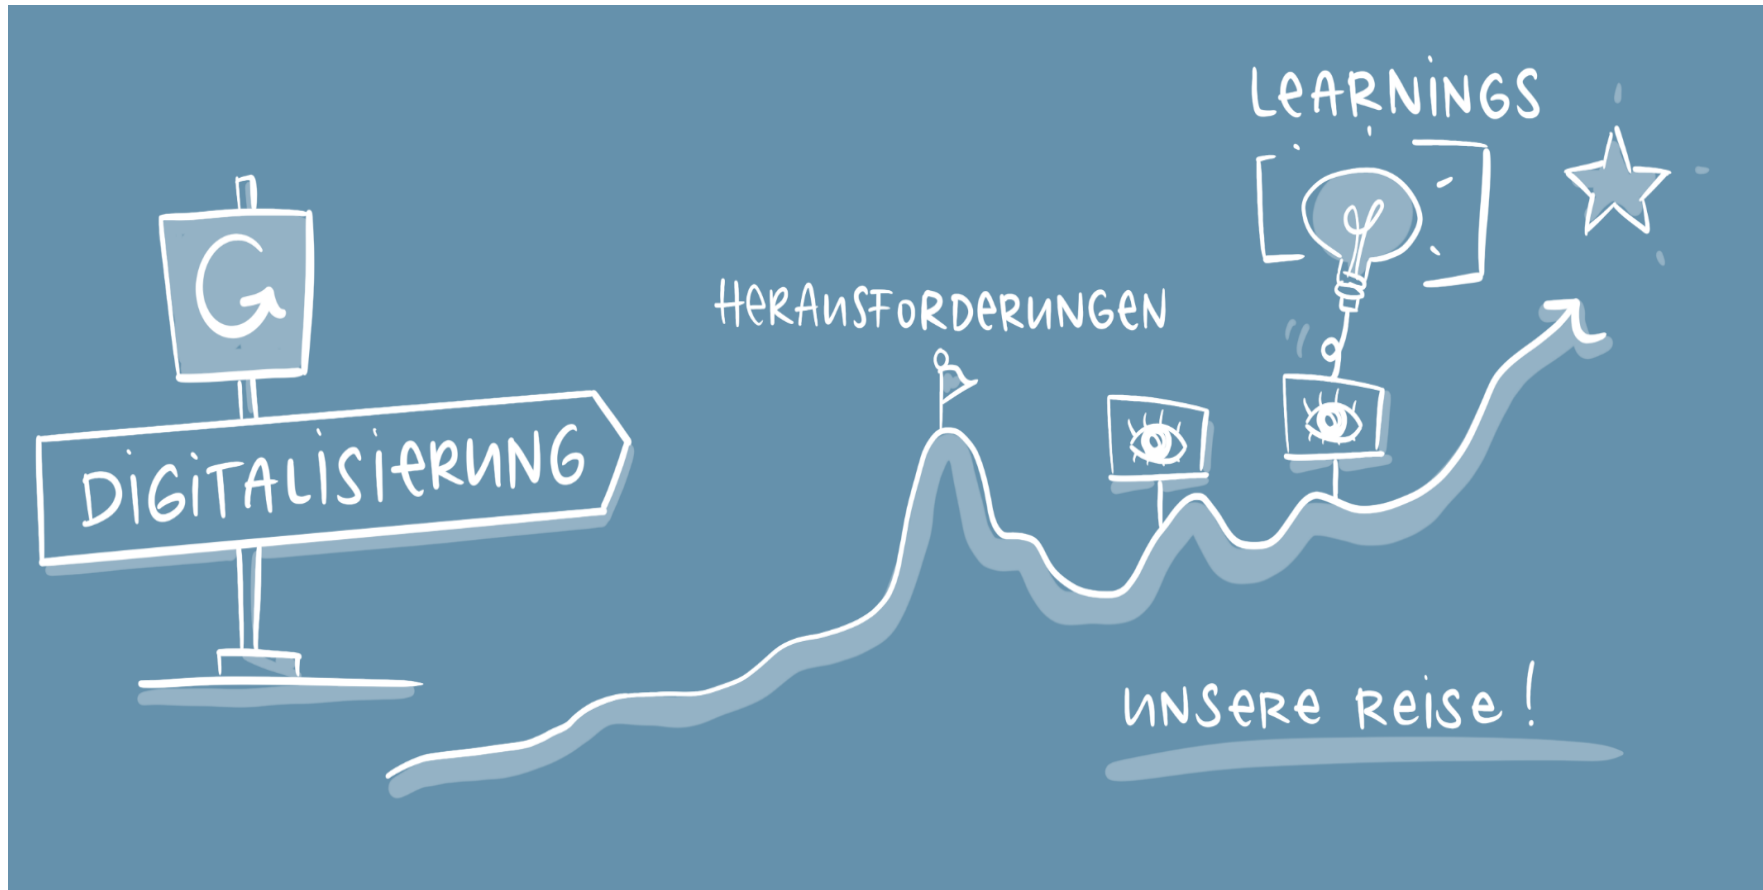 G
DIGITALISIERUNG
HERAUSFORDERUNGEN
LEARNINGS
UNSERE REISE!